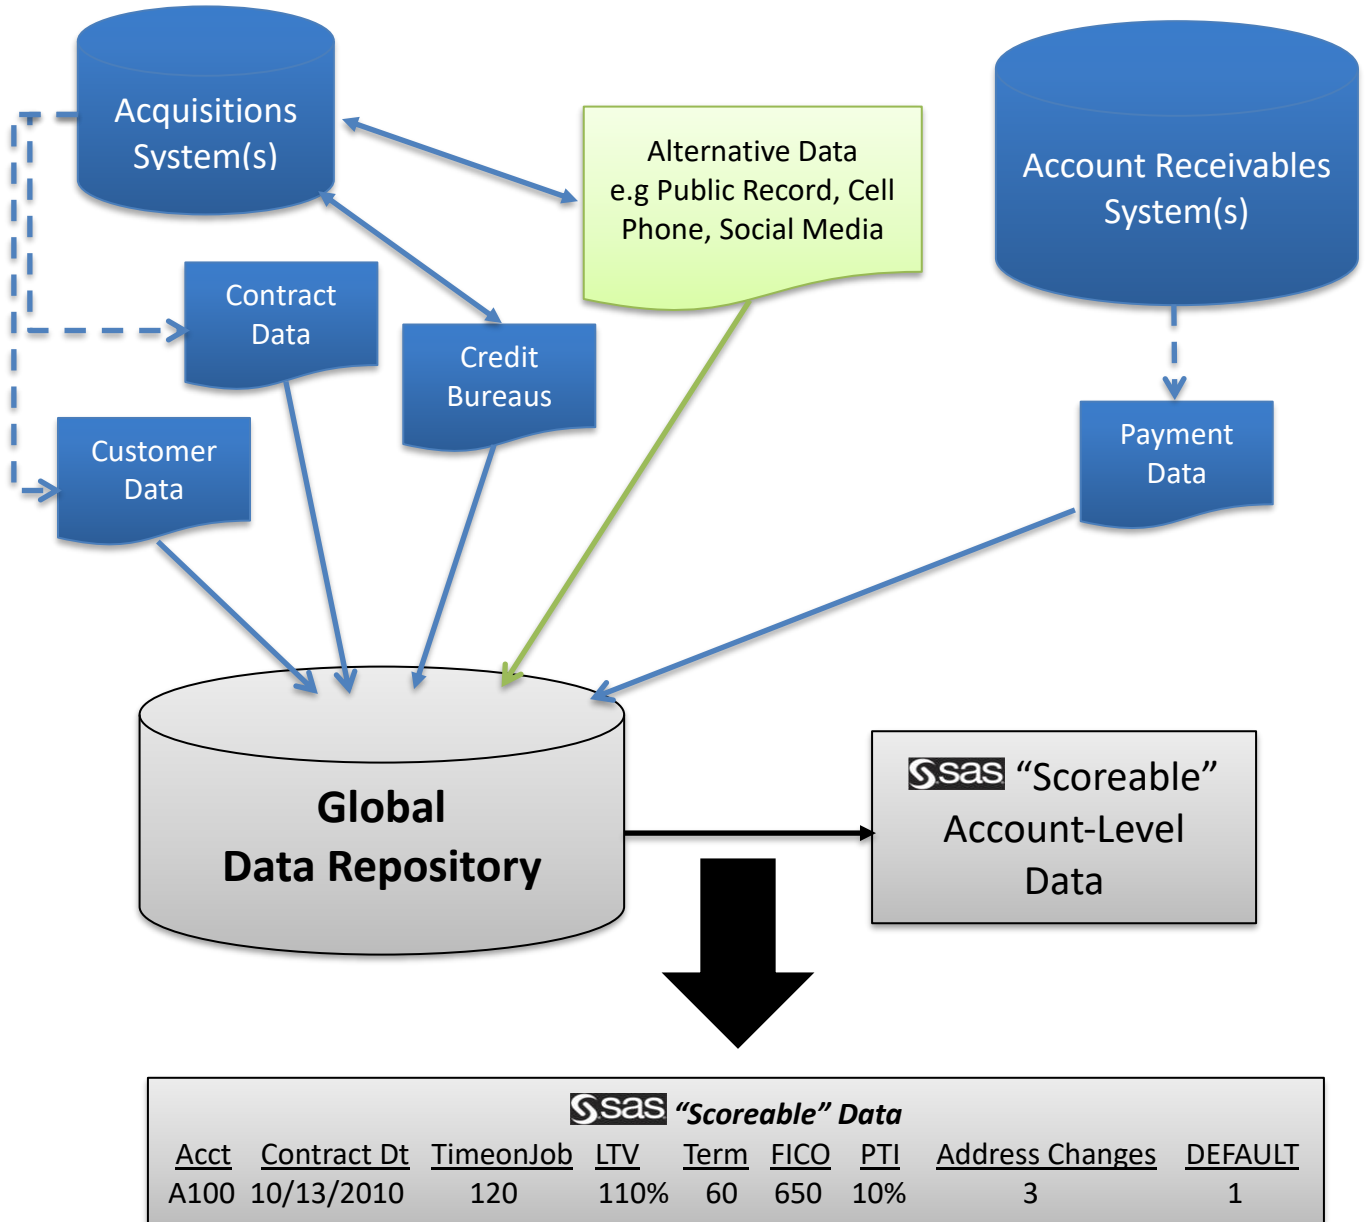 Acquisitions
System(s)
Alternative Data
e.g Public Record, Cell
Phone, Social Media
Account Receivables
System(s)
Contract
Data
Credit
Bureaus
Customer
Data
Payment
Data
Global
Data Repository
sas “Scoreable”
Account-Level
Data
sas “Scoreable” Data
Acct Contract Dt TimeonJob LTV Term FICO PTI Address Changes DEFAULT
A100 10/13/2010 120 110% 60 650 10% 3 1